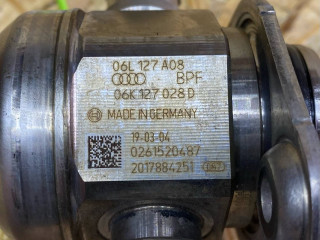 06L 127 A08
BPF
06K 127 028 D
MADE IN GERMANY
19-03-04
0261520487
2017884251